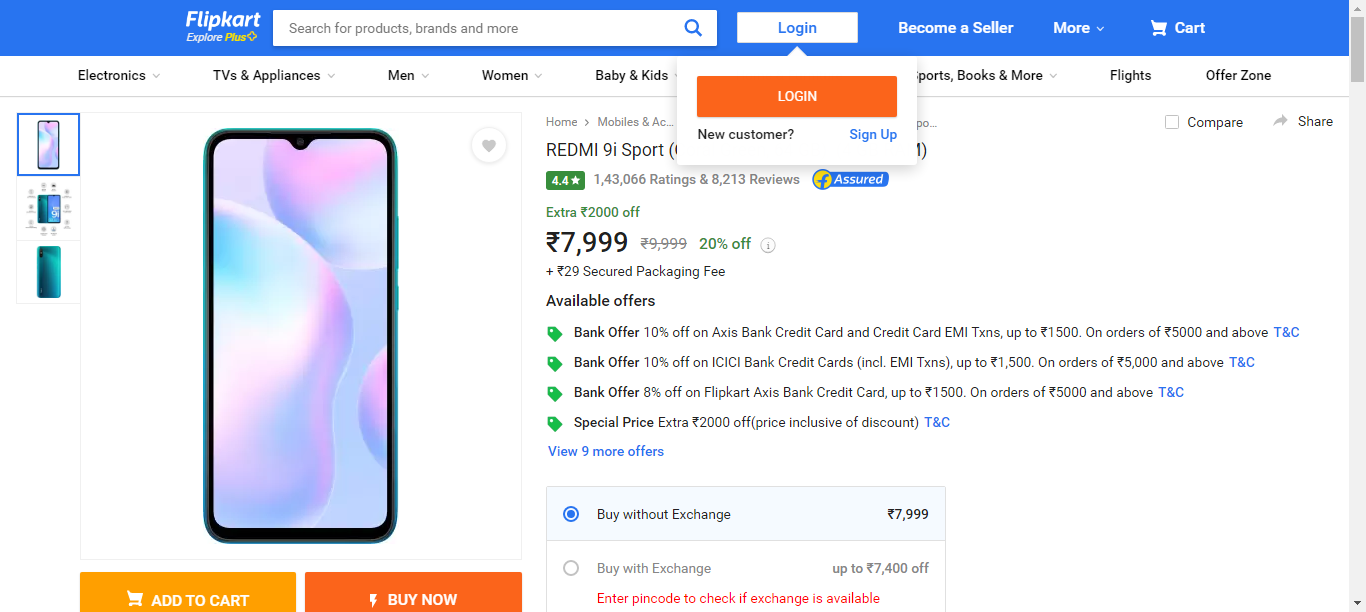 Flipkart
Explore Plus
Search for products, brands and more
Login
Become a Seller
More
Cart
Electronics
TVs & Appliances
Men
Women
Baby & Kids
ports, Books & More
Flights
Offer Zone
LOGIN
New customer? Sign Up
Home > Mobiles & Ac... po...
Compare
Share
REDMI 9i Sport (
4.4★ 1,43,066 Ratings & 8,213 Reviews Assured
Extra ₹2000 off
₹7,999 ₹9,999 20% off i
+ ₹29 Secured Packaging Fee
Available offers
Bank Offer 10% off on Axis Bank Credit Card and Credit Card EMI Txns, up to ₹1500. On orders of ₹5000 and above T&C
Bank Offer 10% off on ICICI Bank Credit Cards (incl. EMI Txns), up to ₹1,500. On orders of ₹5,000 and above T&C
Bank Offer 8% off on Flipkart Axis Bank Credit Card, up to ₹1500. On orders of ₹5000 and above T&C
Special Price Extra ₹2000 off(price inclusive of discount) T&C
View 9 more offers
Buy without Exchange ₹7,999
Buy with Exchange up to ₹7,400 off
Enter pincode to check if exchange is available
ADD TO CART
BUY NOW